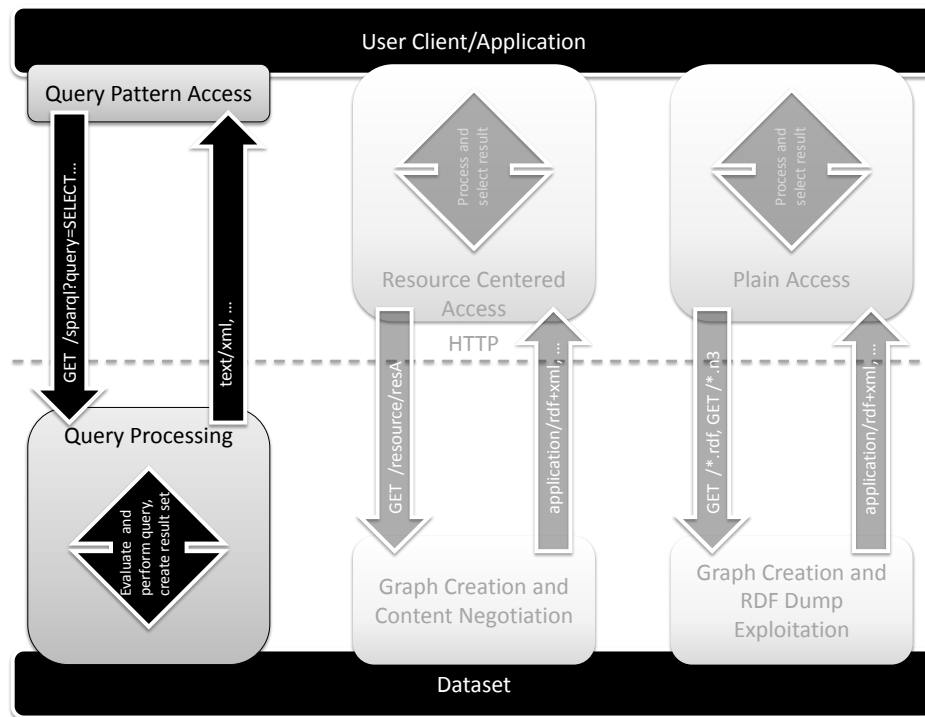 User Client/Application
Query Pattern Access
GET /sparql?query=SELECT...
text/xml, ...
Query Processing
Evaluate and
perform query,
create result set
Process and
select result
Resource Centered
Access
HTTP
GET /resource/resA
application/rdf+xml, ...
Graph Creation and
Content Negotiation
Process and
select result
Plain Access
GET /*.rdf, GET /*.n3
application/rdf+xml, ...
Graph Creation and
RDF Dump
Exploitation
Dataset